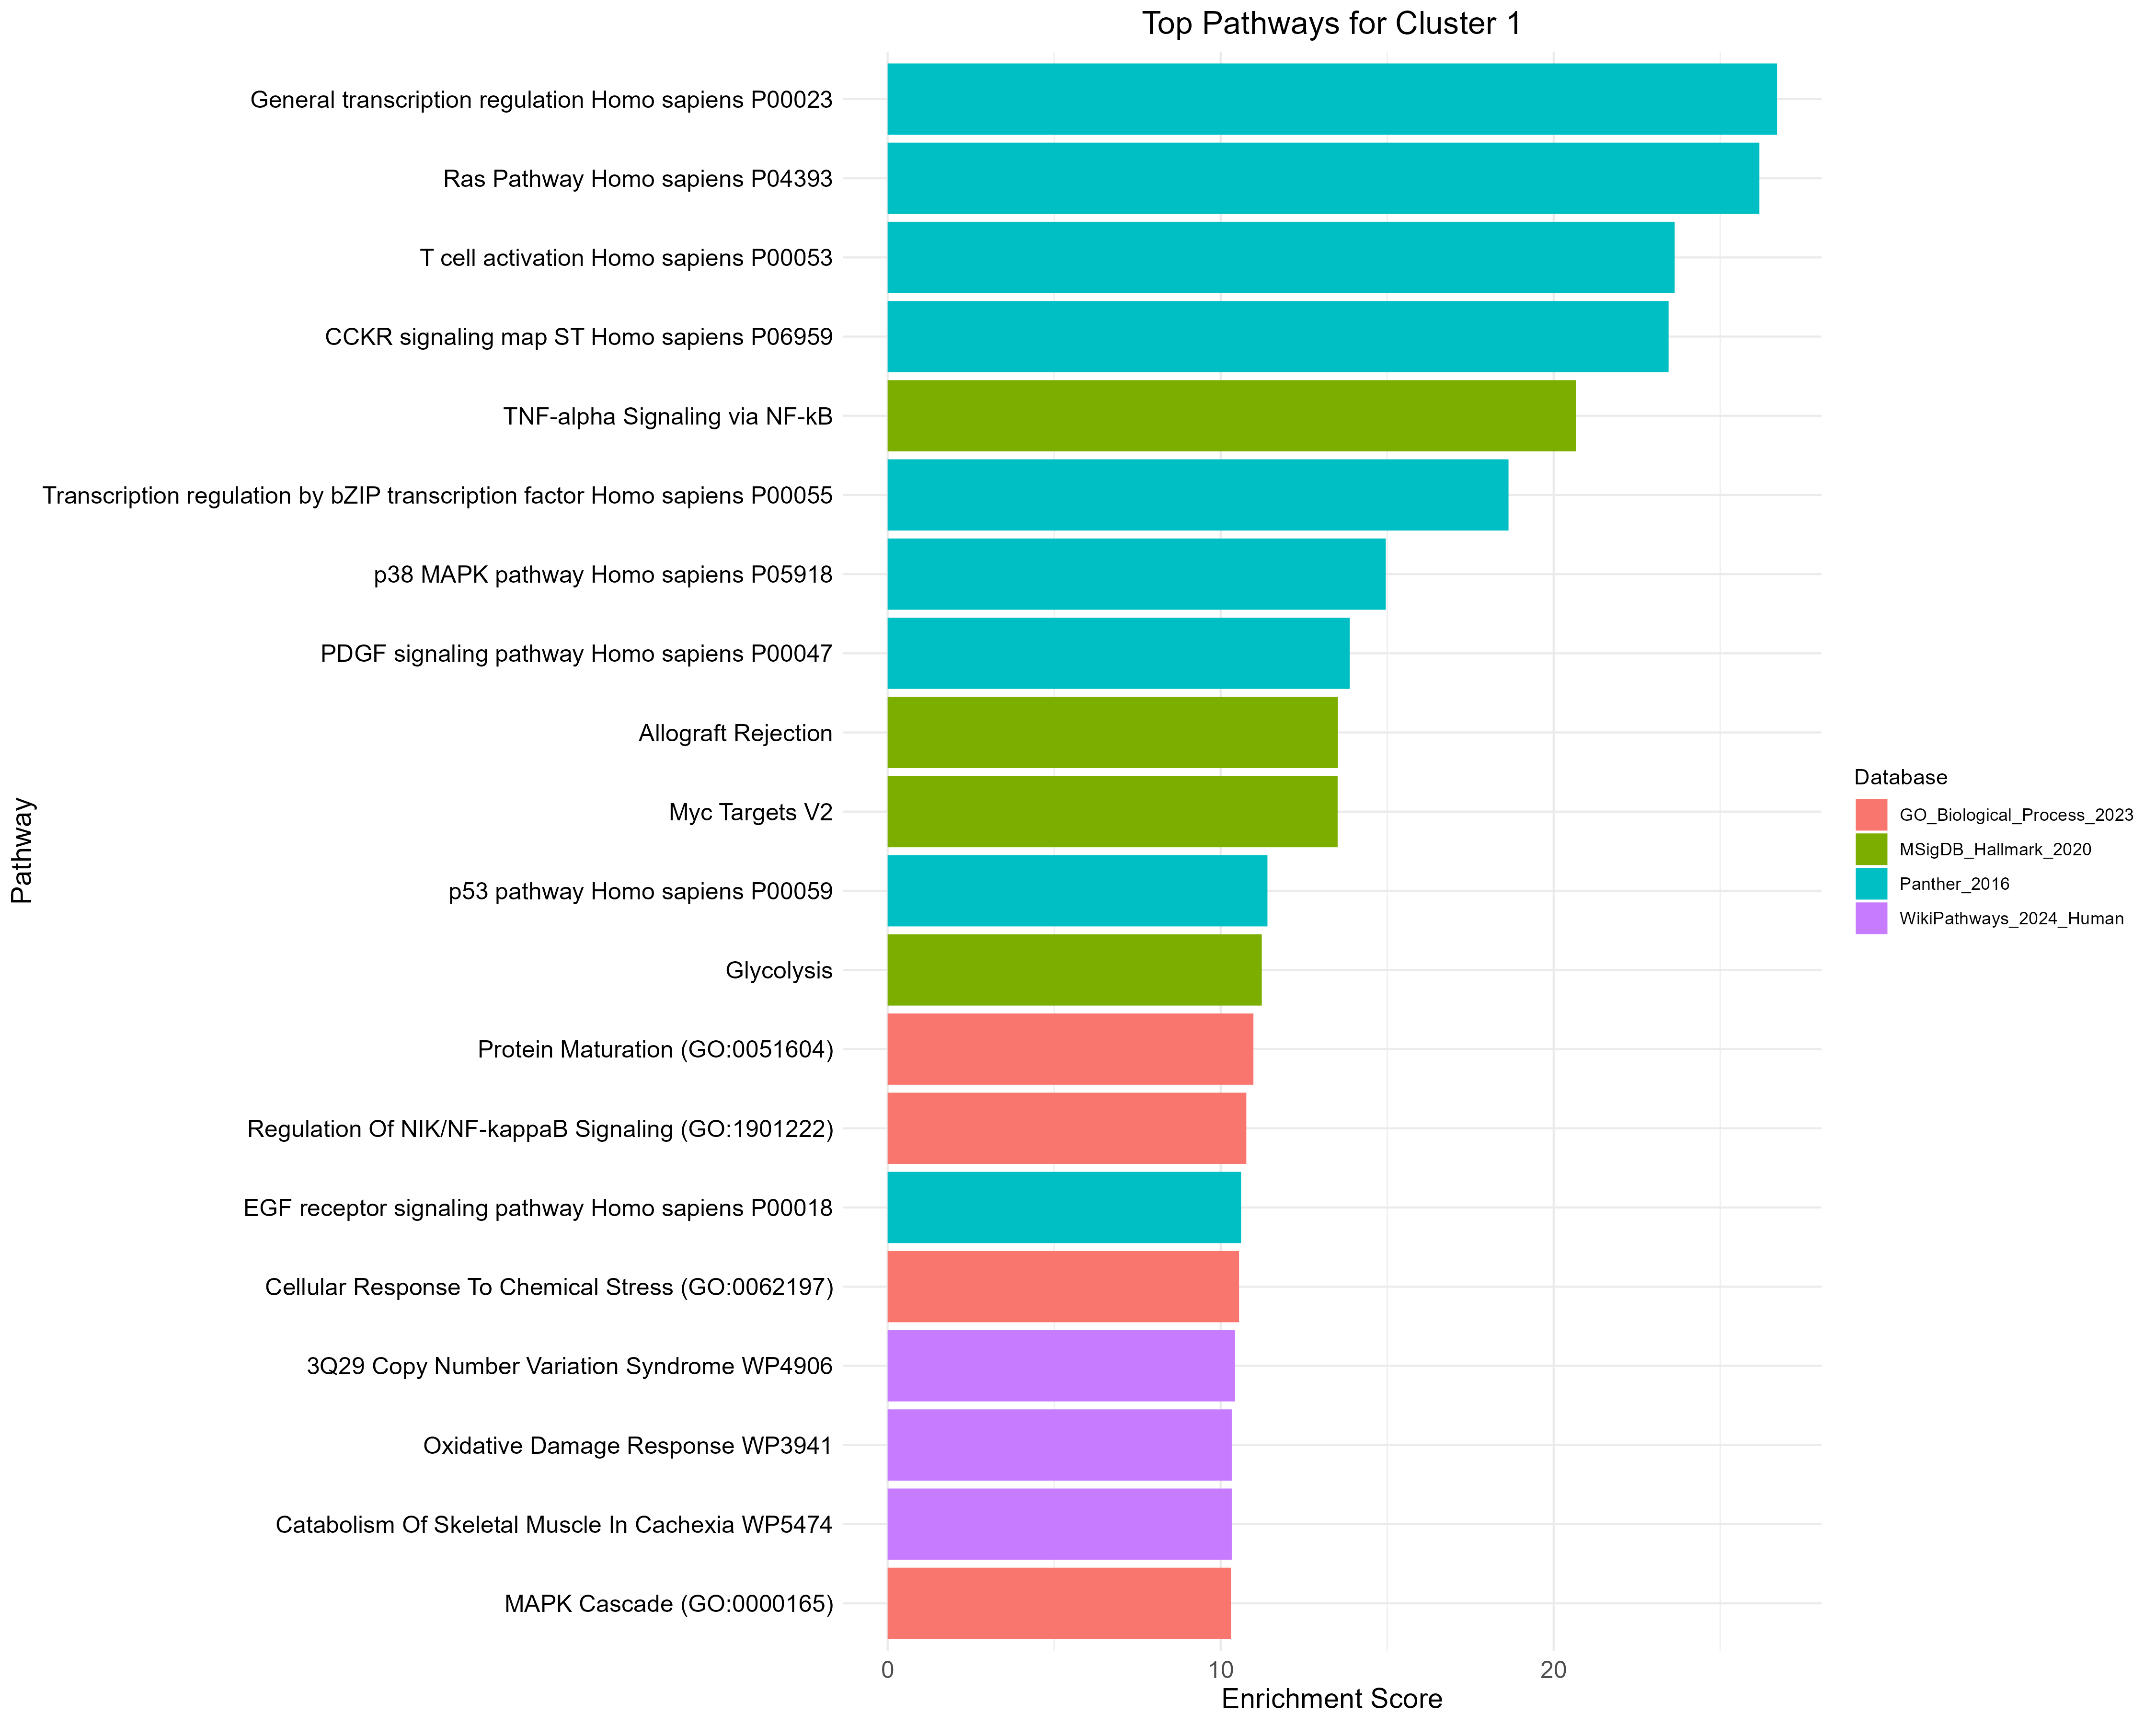 Top Pathways for Cluster 1
General transcription regulation Homo sapiens P00023
Ras Pathway Homo sapiens P04393
T cell activation Homo sapiens P00053
CCKR signaling map ST Homo sapiens P06959
TNF-alpha Signaling via NF-kB
Transcription regulation by bZIP transcription factor Homo sapiens P00055
p38 MAPK pathway Homo sapiens P05918
PDGF signaling pathway Homo sapiens P00047
Allograft Rejection
Myc Targets V2
p53 pathway Homo sapiens P00059
Glycolysis
Protein Maturation (GO:0051604)
Regulation Of NIK/NF-kappaB Signaling (GO:1901222)
EGF receptor signaling pathway Homo sapiens P00018
Cellular Response To Chemical Stress (GO:0062197)
3Q29 Copy Number Variation Syndrome WP4906
Oxidative Damage Response WP3941
Catabolism Of Skeletal Muscle In Cachexia WP5474
MAPK Cascade (GO:0000165)
Pathway
0 10 20
Enrichment Score
Database
GO_Biological_Process_2023
MSigDB_Hallmark_2020
Panther_2016
WikiPathways_2024_Human